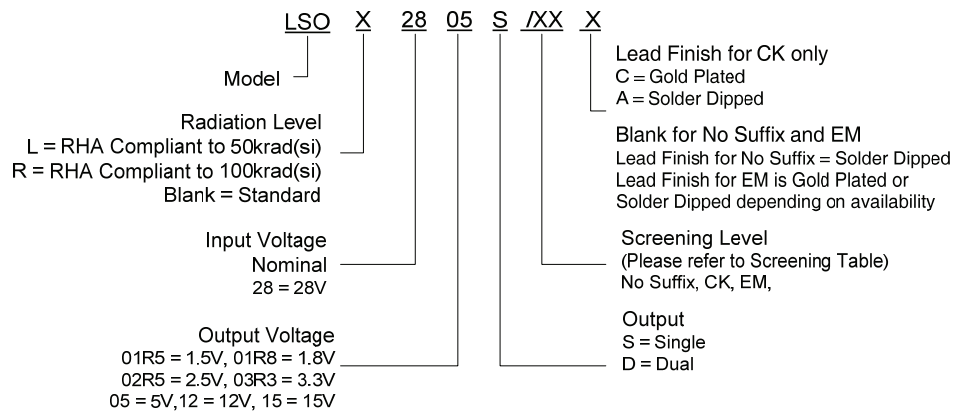 LSO X 28 05 S /XX X
Model
Radiation Level
L = RHA Compliant to 50krad(si)
R = RHA Compliant to 100krad(si)
Blank = Standard
Input Voltage
Nominal
28 = 28V
Output Voltage
01R5 = 1.5V, 01R8 = 1.8V
02R5 = 2.5V, 03R3 = 3.3V
05 = 5V,12 = 12V, 15 = 15V
Lead Finish for CK only
C = Gold Plated
A = Solder Dipped
Blank for No Suffix and EM
Lead Finish for No Suffix = Solder Dipped
Lead Finish for EM is Gold Plated or
Solder Dipped depending on availability
Screening Level
(Please refer to Screening Table)
No Suffix, CK, EM,
Output
S = Single
D = Dual